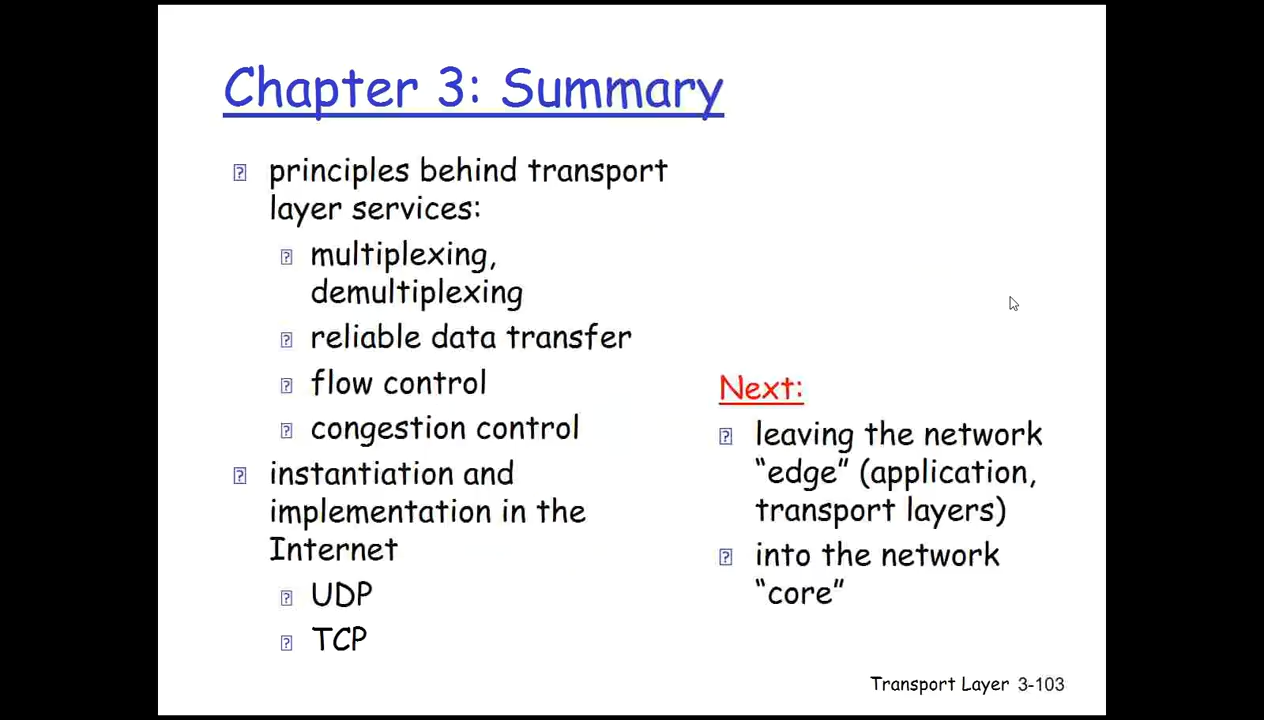 Chapter 3: Summary
principles behind transport
layer services:
multiplexing,
demultiplexing
reliable data transfer
flow control
congestion control
instantiation and
implementation in the
Internet
UDP
TCP
Next:
leaving the network
“edge” (application,
transport layers)
into the network
“core”
Transport Layer 3-103